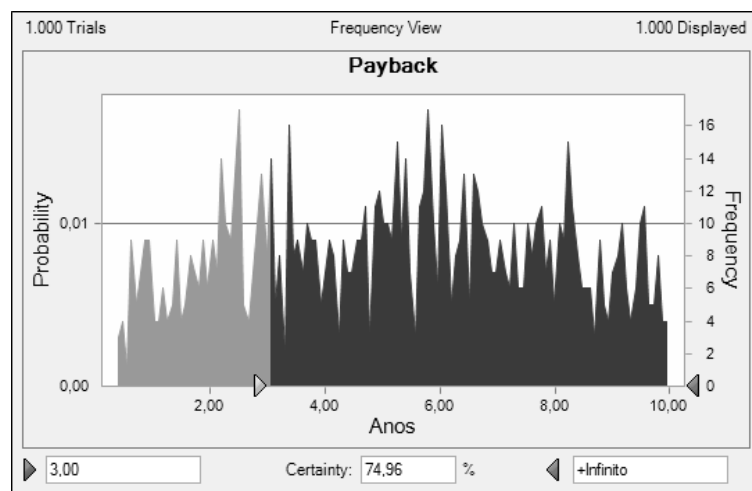 1.000 Trials Frequency View 1.000 Displayed
Payback
16
14
12
0,01 10
8
6
4
2
0,00 0
Probability
Frequency
2,00 4,00 6,00 8,00 10,00
Anos
3,00 Certainty: 74,96 % +Infinito